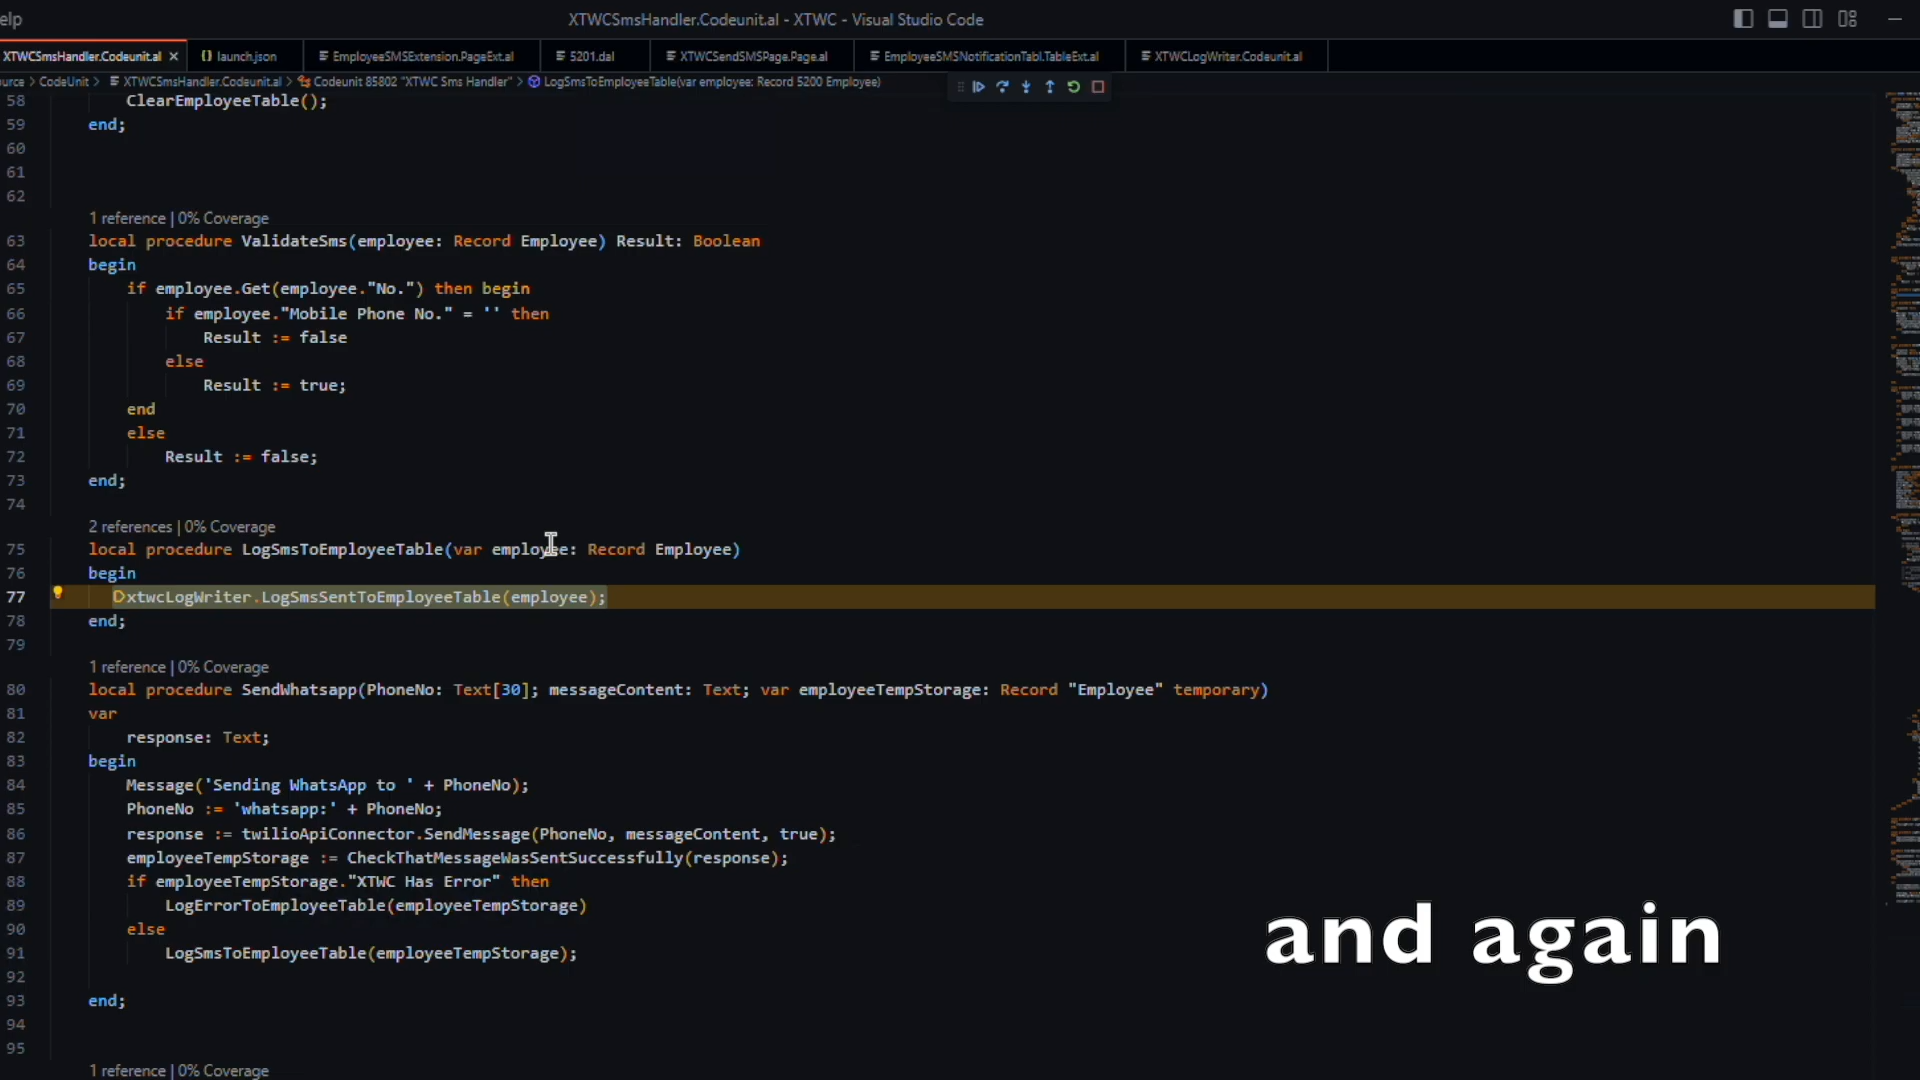 elp
XTWCSmsHandler.Codeunit.al - XTWC - Visual Studio Code
XTWCSmsHandler.Codeunit.al
launch.json
EmployeeSMSExtension.PageExt.al
5201.dal
XTWCSendSMSPage.Page.al
EmployeeSMSNotificationTabl.TableExt.al
XTWCLogWriter.Codeunit.al
urce > CodeUnit > XTWCSmsHandler.Codeunit.al > Codeunit 85802 "XTWC Sms Handler" > LogSmsToEmployeeTable(var employee: Record 5200 Employee)
58 ClearEmployeeTable();
59 end;
60
61
62
1 reference | 0% Coverage
63 local procedure ValidateSms(employee: Record Employee) Result: Boolean
64 begin
65 if employee.Get(employee."No.") then begin
66 if employee."Mobile Phone No." = '' then
67 Result := false
68 else
69 Result := true;
70 end
71 else
72 Result := false;
73 end;
74
2 references | 0% Coverage
75 local procedure LogSmsToEmployeeTable(var employee: Record Employee)
76 begin
77 xtwcLogWriter.LogSmsSentToEmployeeTable(employee);
78 end;
79
1 reference | 0% Coverage
80 local procedure SendWhatsapp(PhoneNo: Text[30]; messageContent: Text; var employeeTempStorage: Record "Employee" temporary)
81 var
82 response: Text;
83 begin
84 Message('Sending WhatsApp to ' + PhoneNo);
85 PhoneNo := 'whatsapp:' + PhoneNo;
86 response := twilioApiConnector.SendMessage(PhoneNo, messageContent, true);
87 employeeTempStorage := CheckThatMessageWasSentSuccessfully(response);
88 if employeeTempStorage."XTWC Has Error" then
89 LogErrorToEmployeeTable(employeeTempStorage)
90 else
91 LogSmsToEmployeeTable(employeeTempStorage);
92
93 end;
94
95
1 reference | 0% Coverage
and again